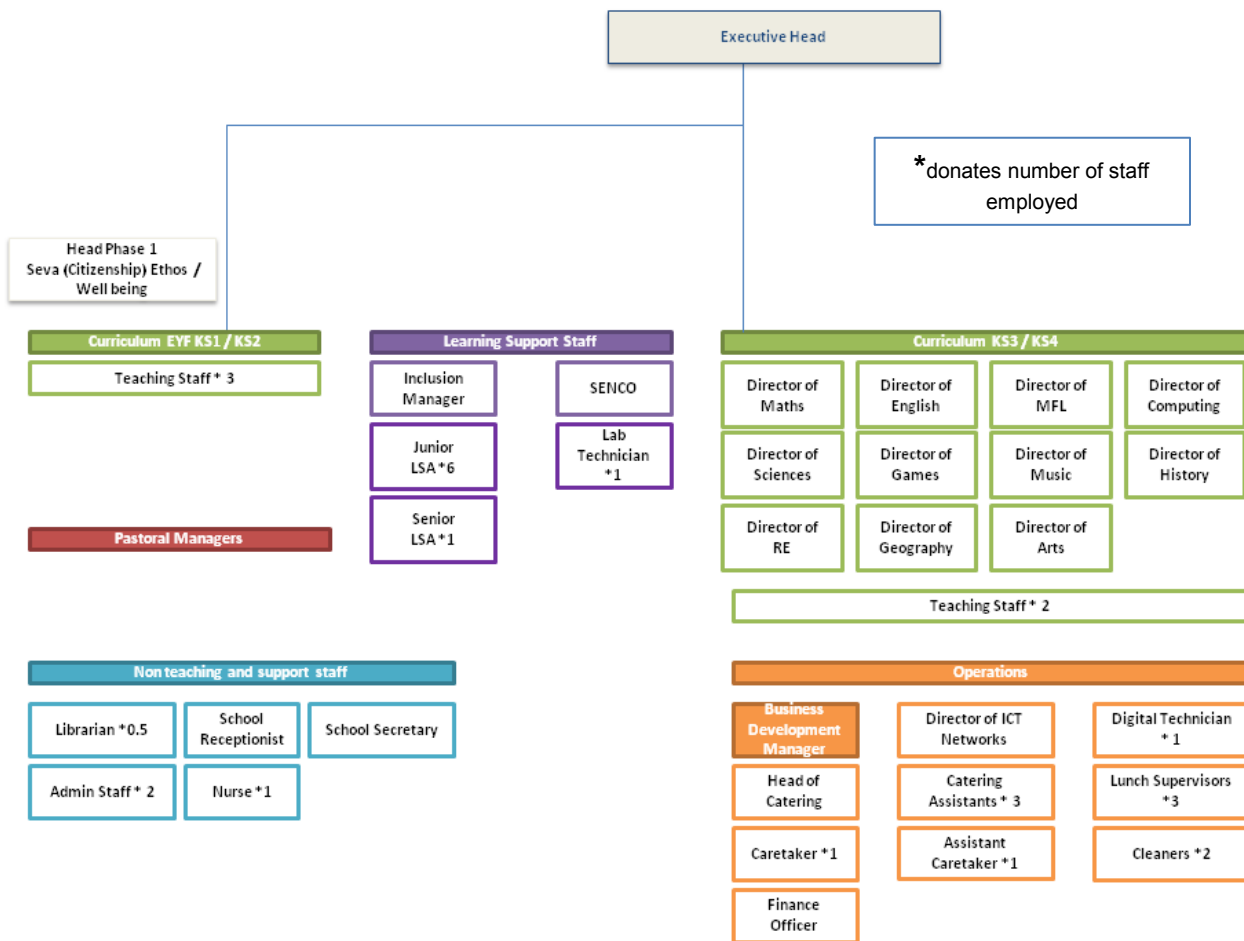 Executive Head
*donates number of staff
employed
Head Phase 1
Seva (Citizenship) Ethos /
Well being
Curriculum EYF KS1 / KS2
Teaching Staff * 3
Learning Support Staff
Inclusion
Manager
SENCO
Junior
LSA *6
Lab
Technician
*1
Senior
LSA *1
Curriculum KS3 / KS4
Director of
Maths
Director of
English
Director of
MFL
Director of
Computing
Director of
Sciences
Director of
Games
Director of
Music
Director of
History
Director of
RE
Director of
Geography
Director of
Arts
Teaching Staff * 2
Pastoral Managers
Non teaching and support staff
Librarian *0.5
School
Receptionist
School Secretary
Admin Staff * 2
Nurse *1
Operations
Business
Development
Manager
Director of ICT
Networks
Digital Technician
* 1
Head of
Catering
Catering
Assistants * 3
Lunch Supervisors
*3
Caretaker *1
Assistant
Caretaker *1
Cleaners *2
Finance
Officer